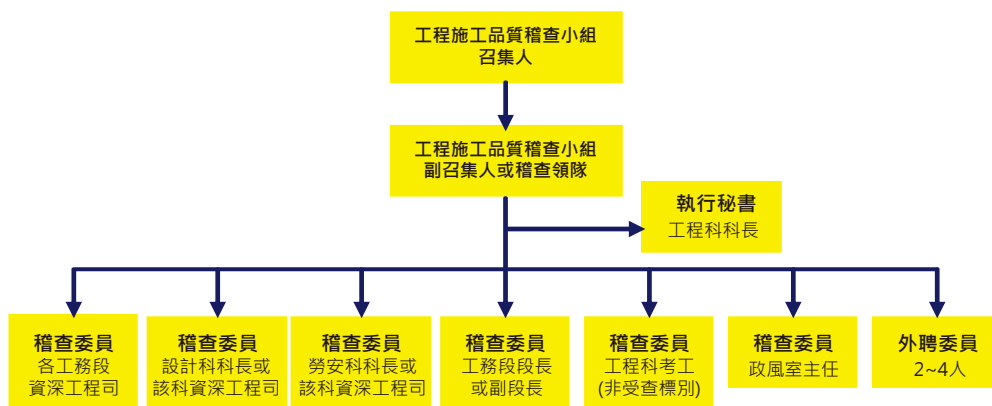 工程施工品質稽查小組
召集人
工程施工品質稽查小組
副召集人或稽查領隊
執行秘書
工程科科長
稽查委員
各工務段
資深工程司
稽查委員
設計科科長或
該科資深工程司
稽查委員
勞安科科長或
該科資深工程司
稽查委員
工務段段長
或副段長
稽查委員
工程科考工
(非受查標別)
稽查委員
政風室主任
外聘委員
2~4人